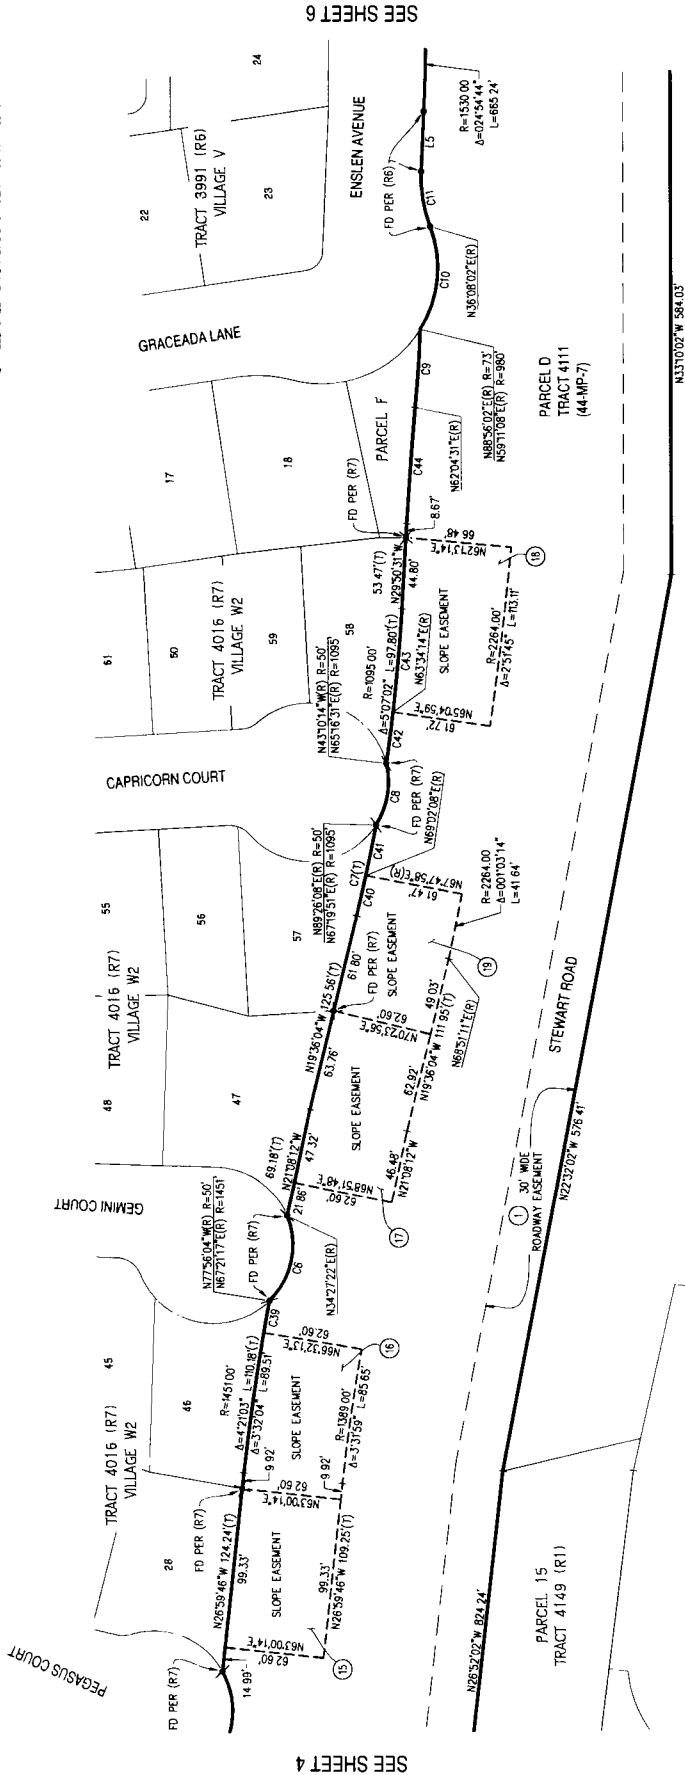 SEE SHEET 6
24
TRACT 3991 (R6)
VILLAGE V
22
23
ENSLEN AVENUE
R=1530.00
Δ=024°54'44"
L=665.24'
L5
FD PER (R6)
C11
C10
N36°08'02"E(R)
GRACEADA LANE
C9
N88°56'02"E(R) R=73'
N59°11'08"E(R) R=980'
PARCEL D
TRACT 4111
(44-MP-7)
N33°10'02"W 584.03'
17
18
PARCEL F
C44
N62°04'31"E(R)
FD PER (R7)
8.67'
53.47'(T)
N29°50'31"W
44.80'
66.48'
N62°13'14"E
18
61
50
TRACT 4016 (R7)
VILLAGE W2
59
58
R=1095.00'
Δ=5°07'02" L=97.80'(T)
C43
N63°34'14"E(R)
SLOPE EASEMENT
R=2264.00'
Δ=2°51'45" L=113.11'
N65°04'59"E
61.72'
N43°10'14"W(R) R=50'
N65°16'31"E(R) R=1095'
C42
CAPRICORN COURT
C8
FD PER (R7)
N69°02'08"E(R)
N89°26'08"E(R) R=50'
N67°19'51"E(R) R=1095'
C41
C7(T)
C40
N67°47'58"E(R)
61.47'
R=2264.00
Δ=001°03'14"
L=41.64'
55
56
57
TRACT 4016 (R7)
VILLAGE W2
61.80'
N19°36'04"W 125.56'(T)
FD PER (R7)
SLOPE EASEMENT
19
63.76'
62.60'
N70°23'56"E
49.03'
N19°36'04"W 111.95'(T)
N68°51'11"E(R)
STEWART ROAD
48
47
SLOPE EASEMENT
62.92'
69.18'(T)
N21°08'12"W
47.32'
N68°51'48"E
62.60'
46.48'
N21°08'12"W
17
1
30' WIDE
ROADWAY EASEMENT
N22°32'02"W 576.41'
GEMINI COURT
N77°56'04"W(R) R=50'
N67°21'17"E(R) R=1451'
21.86'
FD PER (R7)
C6
N34°27'22"E(R)
C39
62.60'
N66°32'13"E
16
45
46
TRACT 4016 (R7)
VILLAGE W2
R=1451.00'
Δ=4°21'03" L=110.18'(T)
Δ=3°32'04" L=89.51'
SLOPE EASEMENT
R=1389.00'
Δ=3°31'59" L=85.65'
9.92'
62.60'
N63°00'14"E
9.92'
28
FD PER (R7)
N26°59'46"W 124.24'(T)
99.33'
SLOPE EASEMENT
99.33'
N26°59'46"W 109.25'(T)
N63°00'14"E
62.60'
15
PEGASUS COURT
FD PER (R7)
14.99'
N26°52'02"W 824.24'
PARCEL 15
TRACT 4149 (R1)
SEE SHEET 4